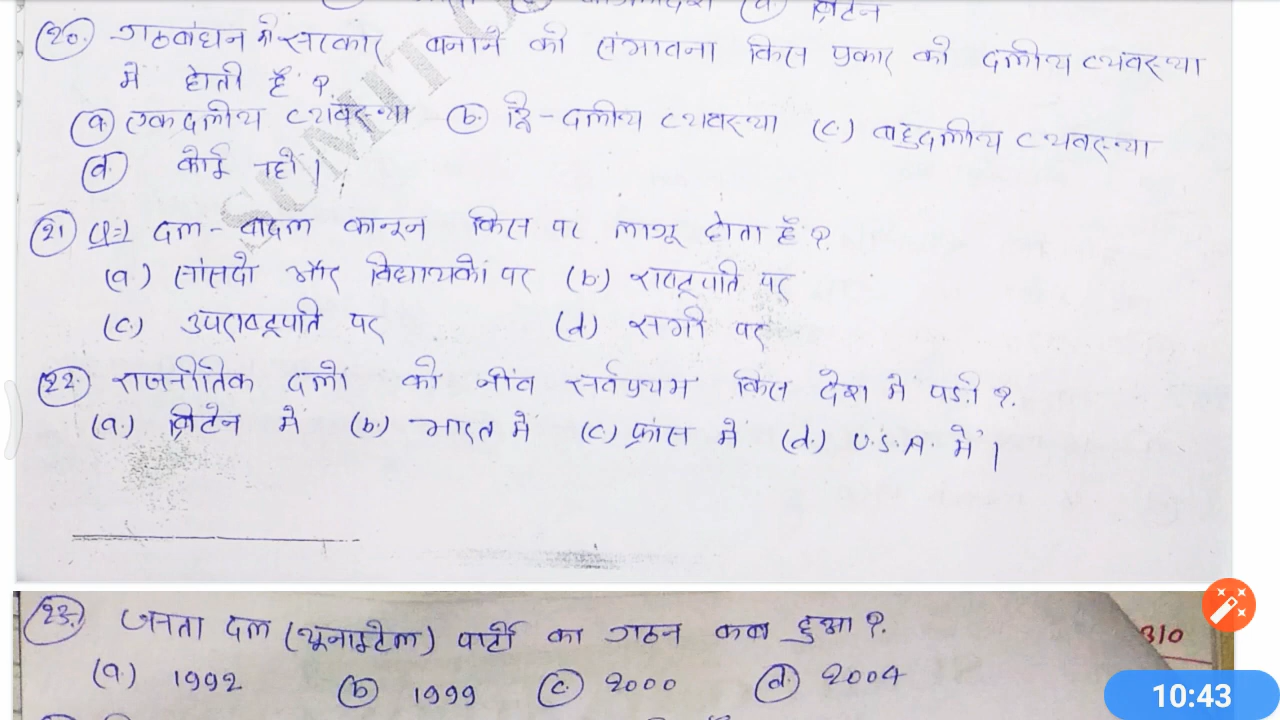 ब्रिटेन
20. गठबंधन की सरकार बनाने की संभावना किस प्रकार की दलीय व्यवस्था
में होती है ?
(a) एकदलीय व्यवस्था (b) द्वि-दलीय व्यवस्था (c.) बहुदलीय व्यवस्था
(d) कोई नहीं।
SUMIT
21 Q=) दल-बादल कानून किस पर लागू होता है ?
(a.) सांसदो और विधायकों पर (b.) राष्ट्रपति पर
(c.) उपराष्ट्रपति पर (d) सभी पर
22. राजनीतिक दलों की नींव सर्वप्रथम किस देश में पड़ी ?
(a.) ब्रिटेन में (b.) भारत में (c) फ्रांस में (d.) U.S.A. में।
23. जनता दल (यूनाइटेल) पार्टी का गठन कब हुआ ?
310
(a.) 1992 (b) 1999 (c) 2000 (d) 2004
10:43